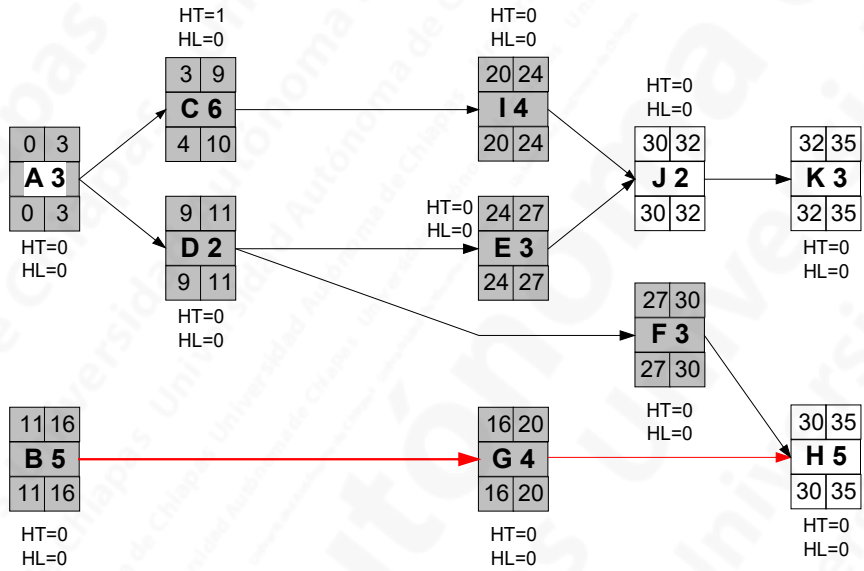 HT=1
HL=0
3 9
C 6
4 10
HT=0
HL=0
20 24
I 4
20 24
HT=0
HL=0
30 32
J 2
30 32
32 35
K 3
32 35
HT=0
HL=0
0 3
A 3
0 3
HT=0
HL=0
9 11
D 2
9 11
HT=0
HL=0
HT=0
HL=0
24 27
E 3
24 27
27 30
F 3
27 30
HT=0
HL=0
11 16
B 5
11 16
HT=0
HL=0
16 20
G 4
16 20
HT=0
HL=0
30 35
H 5
30 35
HT=0
HL=0